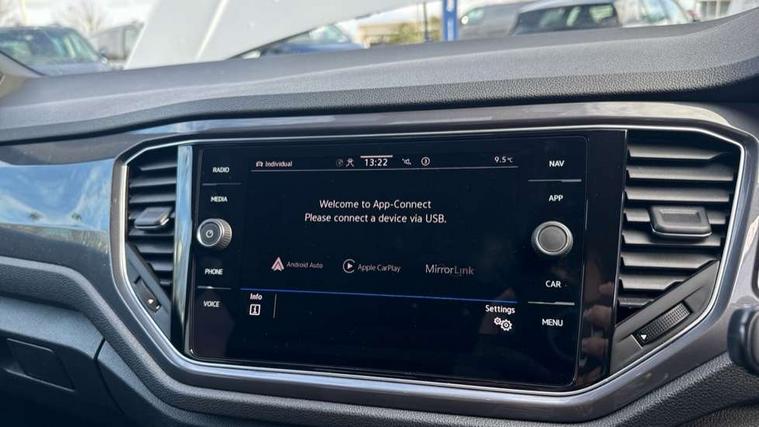 RADIO
MEDIA
PHONE
VOICE
Individual 13:22 9.5°C
Welcome to App-Connect
Please connect a device via USB.
Android Auto Apple CarPlay MirrorLink
Info
Settings
NAV
APP
CAR
MENU